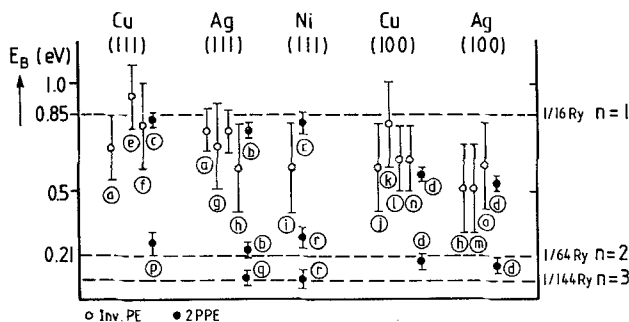 Cu Ag Ni Cu Ag
E_B (eV) (111) (111) (111) (100) (100)
1.0
0.85 1/16 Ry n = 1
e c b r k
a f a g h i j l n d h m o d
0.5
r d
0.21 p b 1/64 Ry n = 2
q r d 1/144 Ry n = 3
0 Inv. PE 2PPE